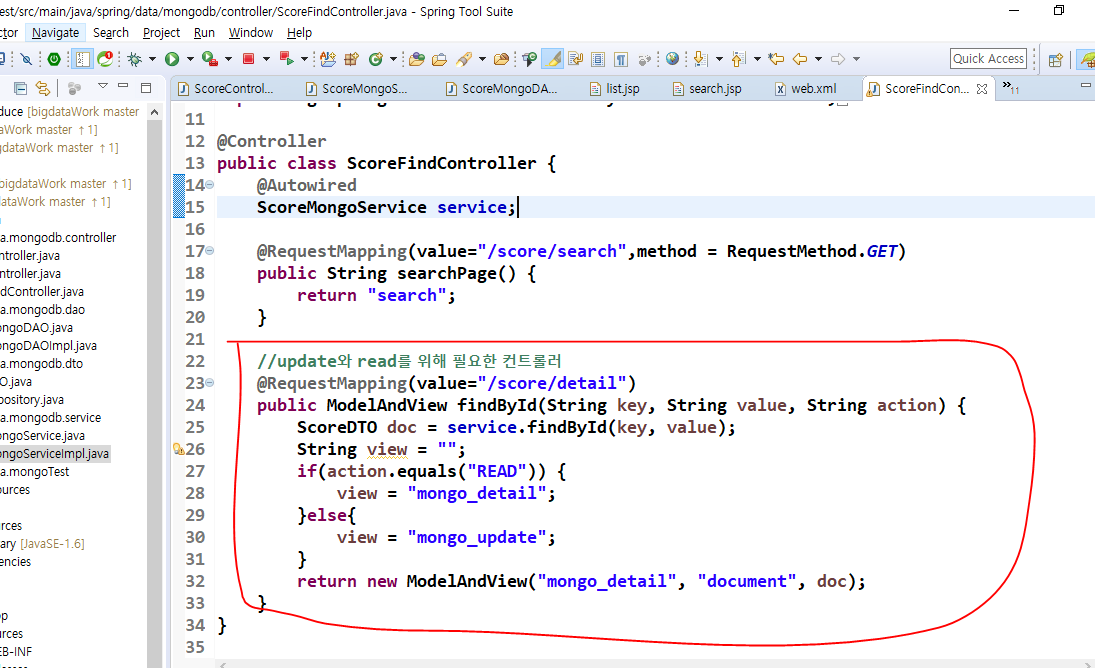 est/src/main/java/spring/data/mongodb/controller/ScoreFindController.java - Spring Tool Suite
ctor Navigate Search Project Run Window Help
Quick Access
ScoreControl... ScoreMongoS... ScoreMongoDA... list.jsp search.jsp web.xml ScoreFindCon... »11
duce [bigdataWork master
aWork master ↑1]
gdataWork master ↑1]
bigdataWork master ↑1]
dataWork master ↑1]
a.mongodb.controller
ntroller.java
ntroller.java
dController.java
a.mongodb.dao
ongoDAO.java
ongoDAOImpl.java
a.mongodb.dto
O.java
pository.java
a.mongodb.service
ongoService.java
ongoServiceImpl.java
a.mongoTest
ources
rces
ary [JavaSE-1.6]
encies
op
urces
EB-INF
11
12 @Controller
13 public class ScoreFindController {
14 @Autowired
15 ScoreMongoService service;
16
17 @RequestMapping(value="/score/search",method = RequestMethod.GET)
18 public String searchPage() {
19 return "search";
20 }
21
22 //update와 read를 위해 필요한 컨트롤러
23 @RequestMapping(value="/score/detail")
24 public ModelAndView findById(String key, String value, String action) {
25 ScoreDTO doc = service.findById(key, value);
26 String view = "";
27 if(action.equals("READ")) {
28 view = "mongo_detail";
29 }else{
30 view = "mongo_update";
31 }
32 return new ModelAndView("mongo_detail", "document", doc);
33 }
34 }
35